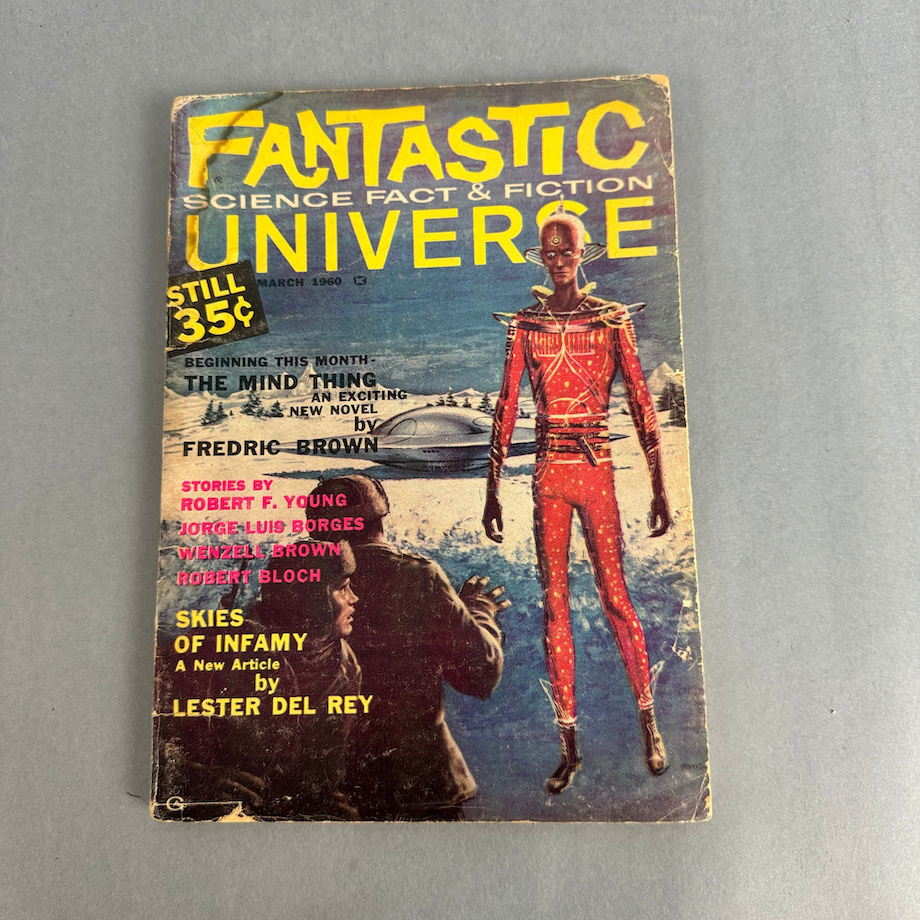 FANTASTIC
SCIENCE FACT & FICTION
UNIVERSE
MARCH 1960
STILL
35¢
BEGINNING THIS MONTH-
THE MIND THING
AN EXCITING
NEW NOVEL
by
FREDRIC BROWN
STORIES BY
ROBERT F. YOUNG
JORGE LUIS BORGES
WENZELL BROWN
ROBERT BLOCH
SKIES
OF INFAMY
A New Article
by
LESTER DEL REY